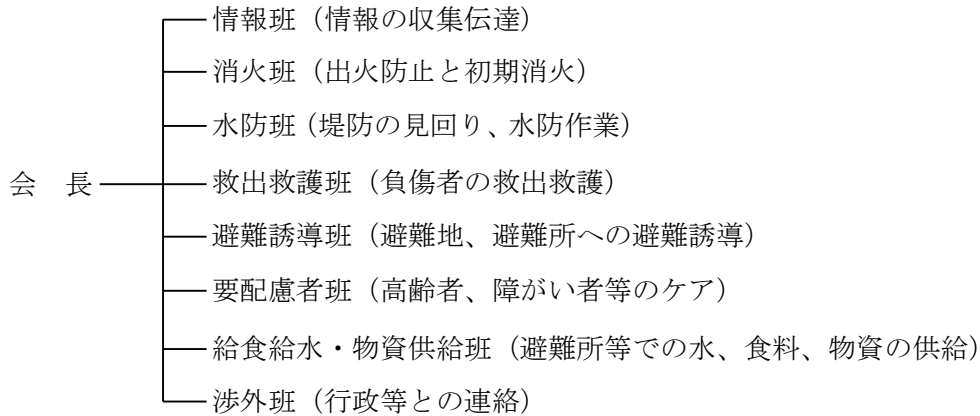 情報班（情報の収集伝達）
消火班（出火防止と初期消火）
水防班（堤防の見回り、水防作業）
会　長
救出救護班（負傷者の救出救護）
避難誘導班（避難地、避難所への避難誘導）
要配慮者班（高齢者、障がい者等のケア）
給食給水・物資供給班（避難所等での水、食料、物資の供給）
渉外班（行政等との連絡）